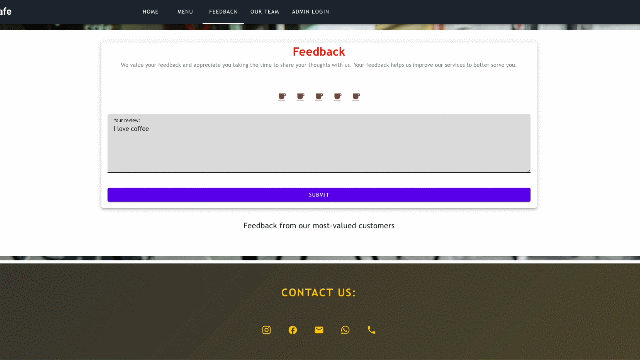 afe
HOME MENU FEEDBACK OUR TEAM ADMIN LOGIN
Feedback
We value your feedback and appreciate you taking the time to share your thoughts with us. Your feedback helps us improve our services to better serve you.
Your review:
I love coffee
SUBMIT
Feedback from our most-valued customers
CONTACT US: